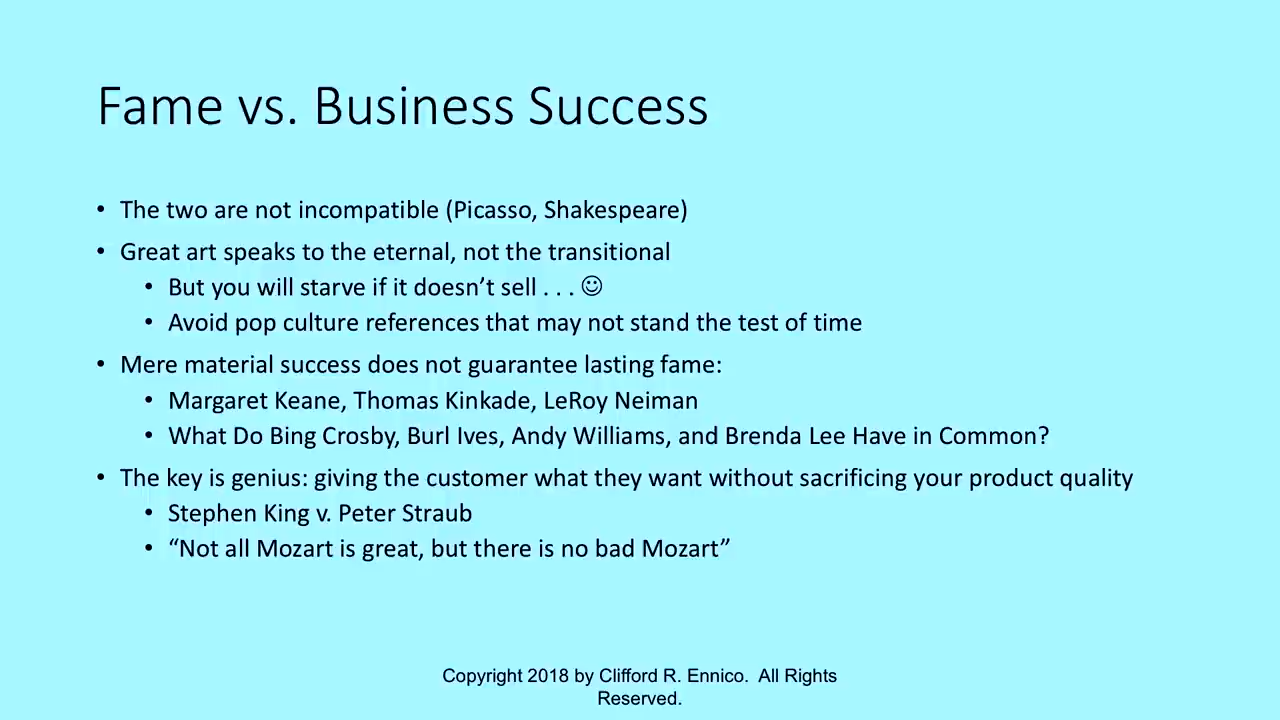 Fame vs. Business Success
• The two are not incompatible (Picasso, Shakespeare)
• Great art speaks to the eternal, not the transitional
• But you will starve if it doesn’t sell . . . ☺
• Avoid pop culture references that may not stand the test of time
• Mere material success does not guarantee lasting fame:
• Margaret Keane, Thomas Kinkade, LeRoy Neiman
• What Do Bing Crosby, Burl Ives, Andy Williams, and Brenda Lee Have in Common?
• The key is genius: giving the customer what they want without sacrificing your product quality
• Stephen King v. Peter Straub
• “Not all Mozart is great, but there is no bad Mozart”
Copyright 2018 by Clifford R. Ennico. All Rights
Reserved.